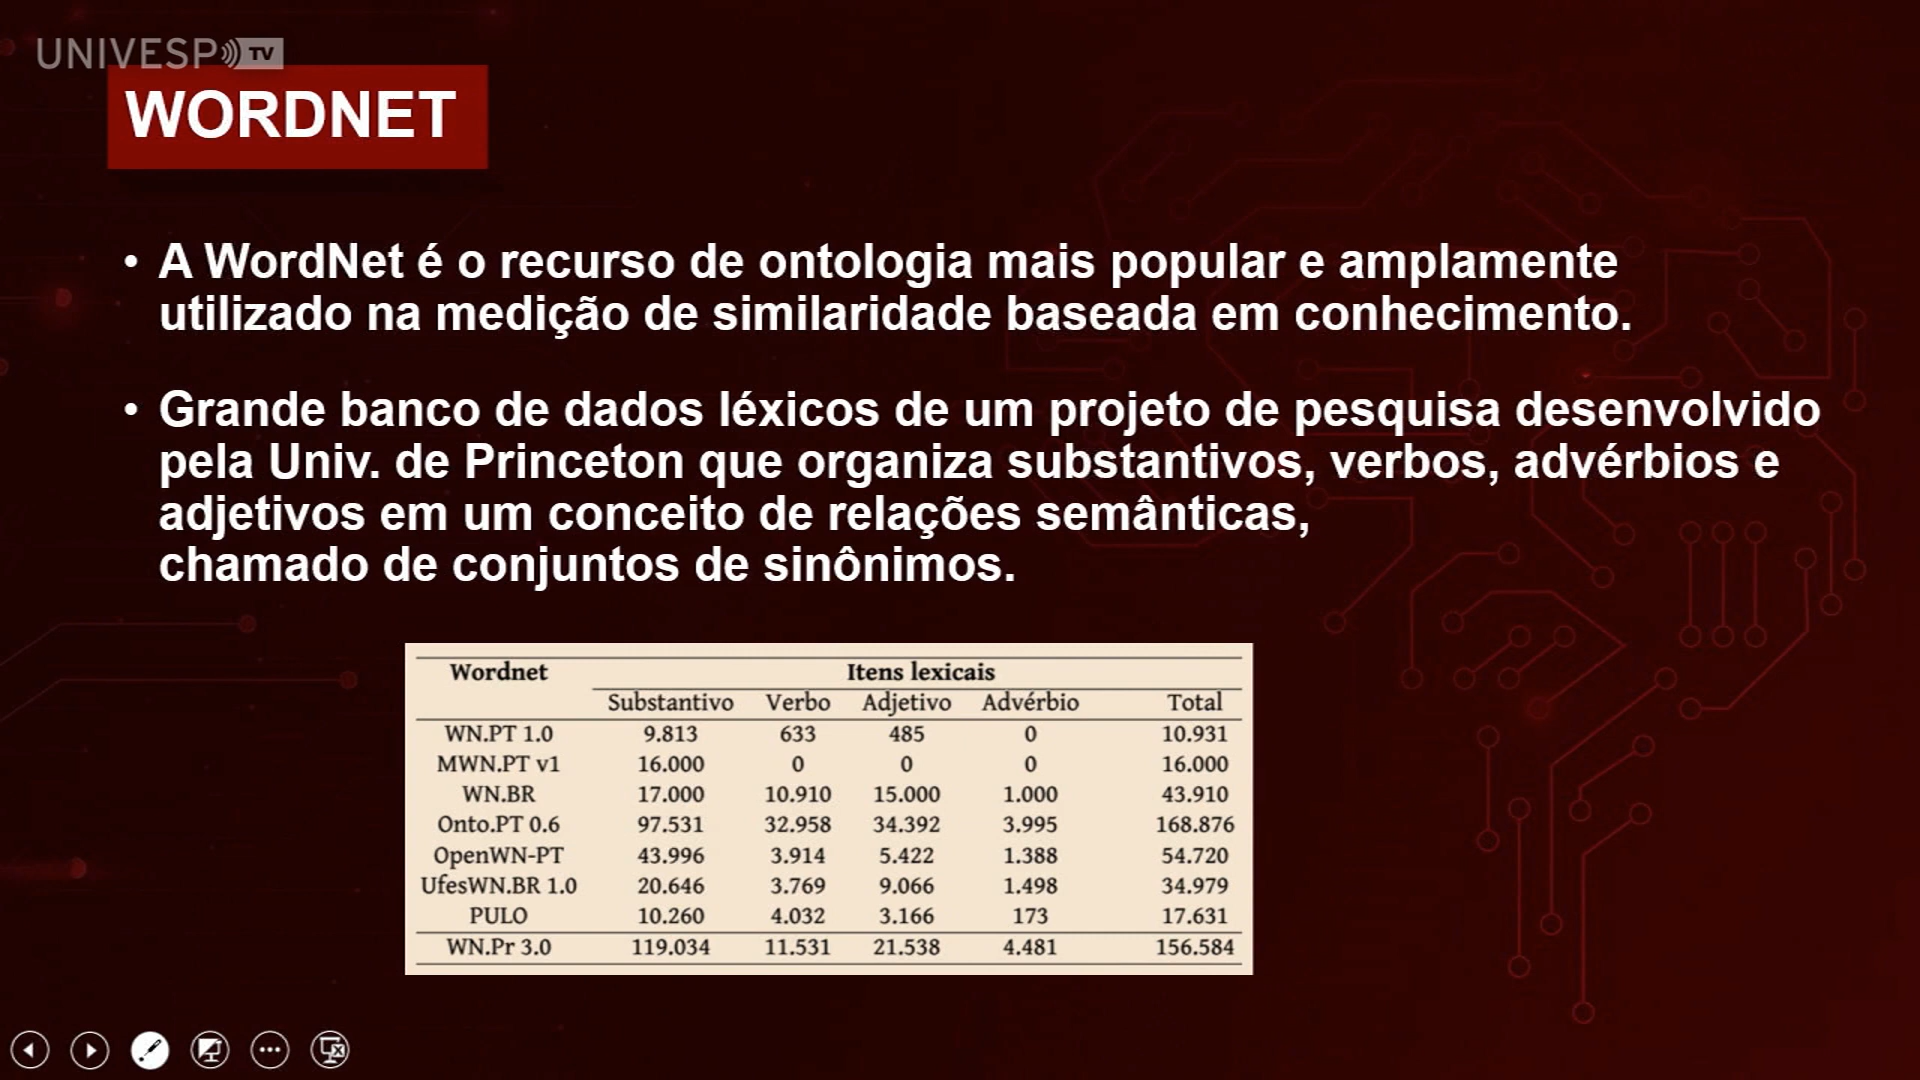 UNIVESP TV
WORDNET
• A WordNet é o recurso de ontologia mais popular e amplamente
utilizado na medição de similaridade baseada em conhecimento.
• Grande banco de dados léxicos de um projeto de pesquisa desenvolvido
pela Univ. de Princeton que organiza substantivos, verbos, advérbios e
adjetivos em um conceito de relações semânticas,
chamado de conjuntos de sinônimos.
Wordnet Itens lexicais
Substantivo Verbo Adjetivo Advérbio Total
WN.PT 1.0 9.813 633 485 0 10.931
MWN.PT v1 16.000 0 0 0 16.000
WN.BR 17.000 10.910 15.000 1.000 43.910
Onto.PT 0.6 97.531 32.958 34.392 3.995 168.876
OpenWN-PT 43.996 3.914 5.422 1.388 54.720
UfesWN.BR 1.0 20.646 3.769 9.066 1.498 34.979
PULO 10.260 4.032 3.166 173 17.631
WN.Pr 3.0 119.034 11.531 21.538 4.481 156.584